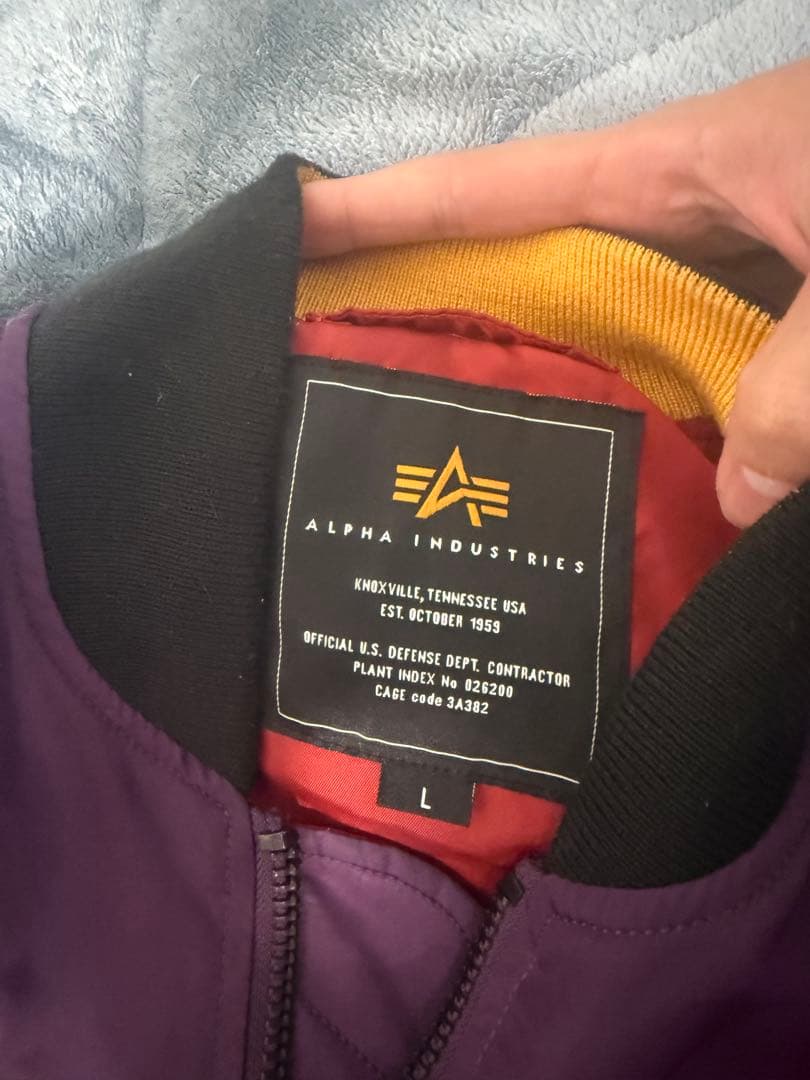 ALPHA INDUSTRIES
KNOXVILLE, TENNESSEE USA
EST. OCTOBER 1959
OFFICIAL U.S. DEFENSE DEPT. CONTRACTOR
PLANT INDEX No 026200
CAGE code 3A382
L